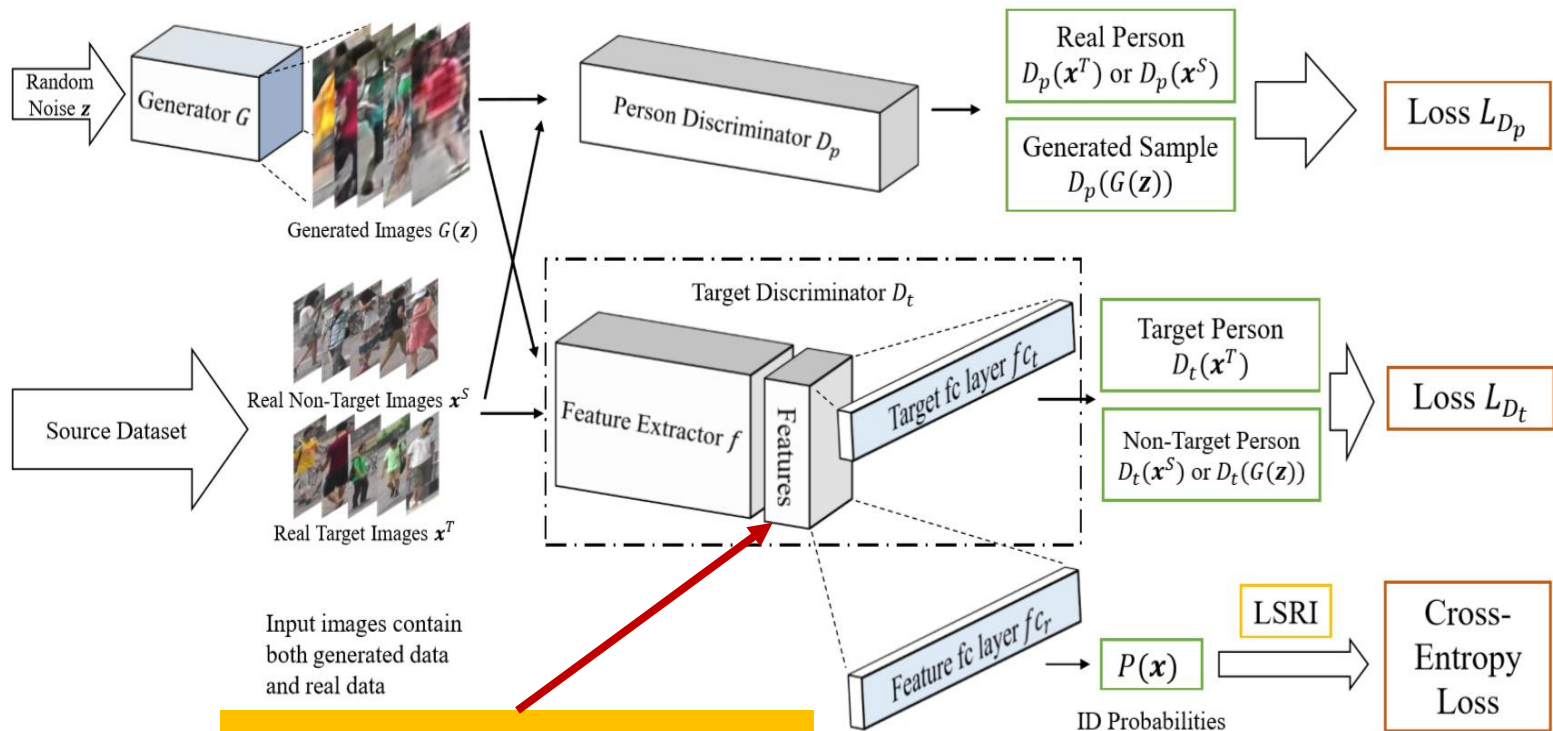 Random
Noise z
Generator G
Generated Images G(z)
Person Discriminator D_p
Real Person
D_p(x^T) or D_p(x^S)
Generated Sample
D_p(G(z))
Loss L_{D_p}
Source Dataset
Real Non-Target Images x^S
Real Target Images x^T
Target Discriminator D_t
Feature Extractor f
Features
Target fc layer fc_t
Target Person
D_t(x^T)
Non-Target Person
D_t(x^S) or D_t(G(z))
Loss L_{D_t}
Input images contain
both generated data
and real data
Feature fc layer fc_r
P(x)
ID Probabilities
LSRI
Cross-
Entropy
Loss